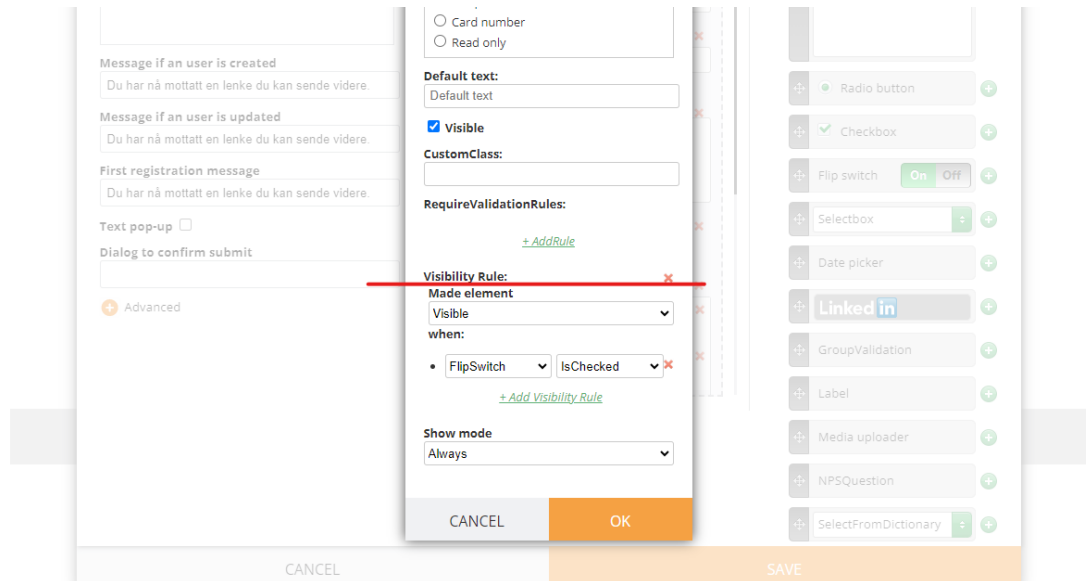 Card number
Read only
Default text:
Default text
Visible
CustomClass:
RequireValidationRules:
+ AddRule
Visibility Rule:
Made element
Visible
when:
FlipSwitch IsChecked
+ Add Visibility Rule
Show mode
Always
CANCEL OK
Message if an user is created
Du har nå mottatt en lenke du kan sende videre.
Message if an user is updated
Du har nå mottatt en lenke du kan sende videre.
First registration message
Du har nå mottatt en lenke du kan sende videre.
Text pop-up
Dialog to confirm submit
Advanced
Radio button
Checkbox
Flip switch On Off
Selectbox
Date picker
Linked in
GroupValidation
Label
Media uploader
NPSQuestion
SelectFromDictionary
CANCEL SAVE